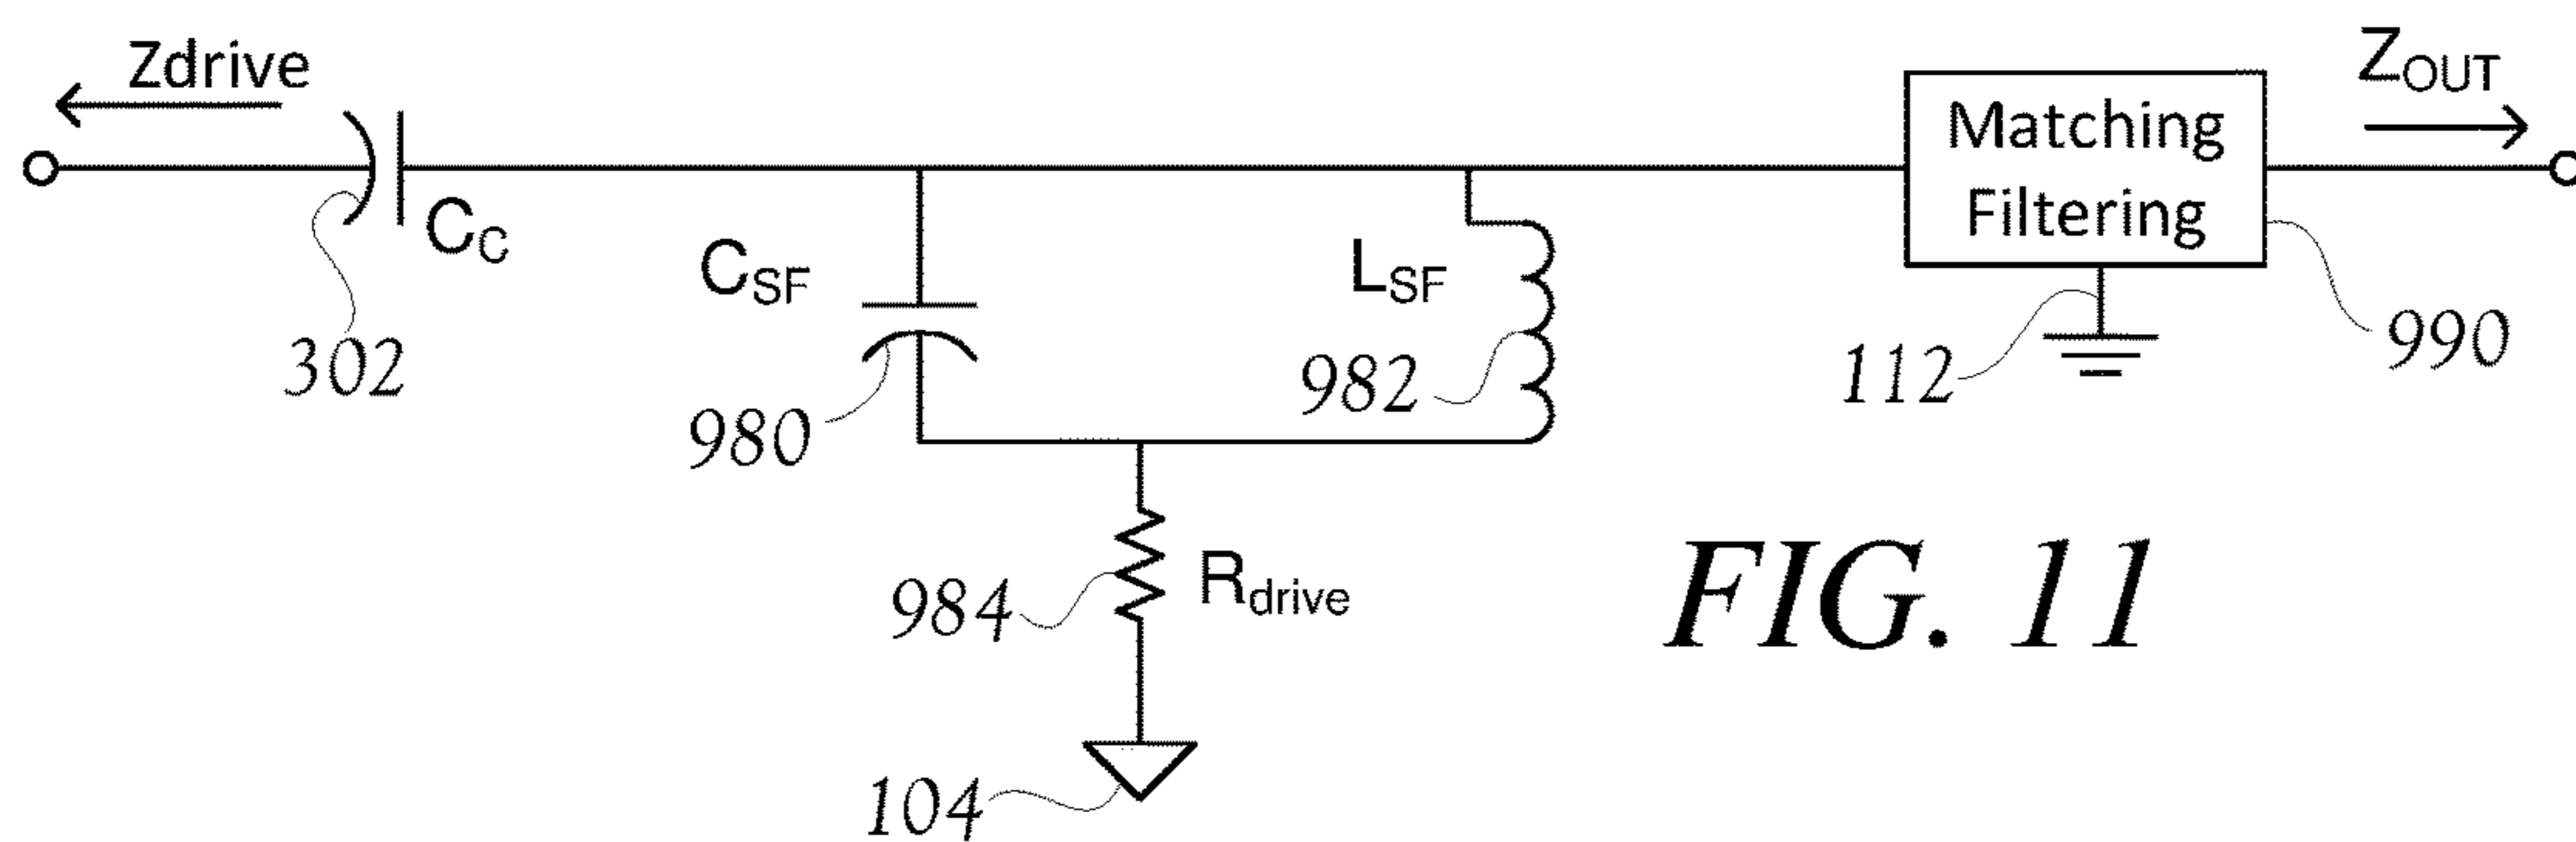 Zdrive
Z_OUT
Matching
Filtering
C_C
C_SF
L_SF
302
980
982
112
990
984
R_drive
104
FIG. 11